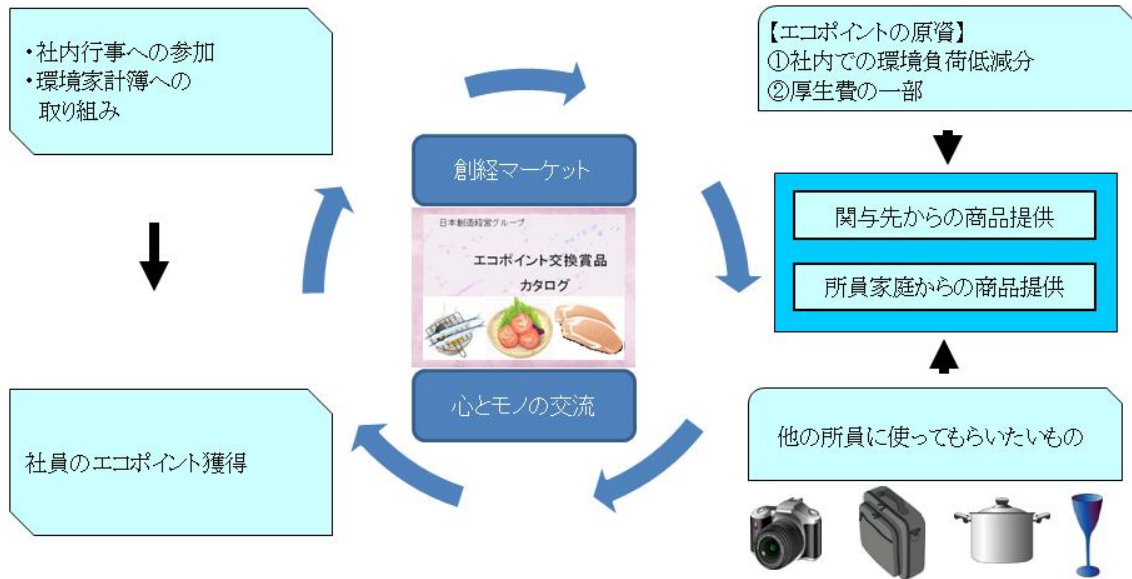 ・社内行事への参加
・環境家計簿への
取り組み
【エコポイントの原資】
①社内での環境負荷低減分
②厚生費の一部
創経マーケット
日本創造経営グループ
エコポイント交換賞品
カタログ
心とモノの交流
関与先からの商品提供
所員家庭からの商品提供
社員のエコポイント獲得
他の所員に使ってもらいたいもの